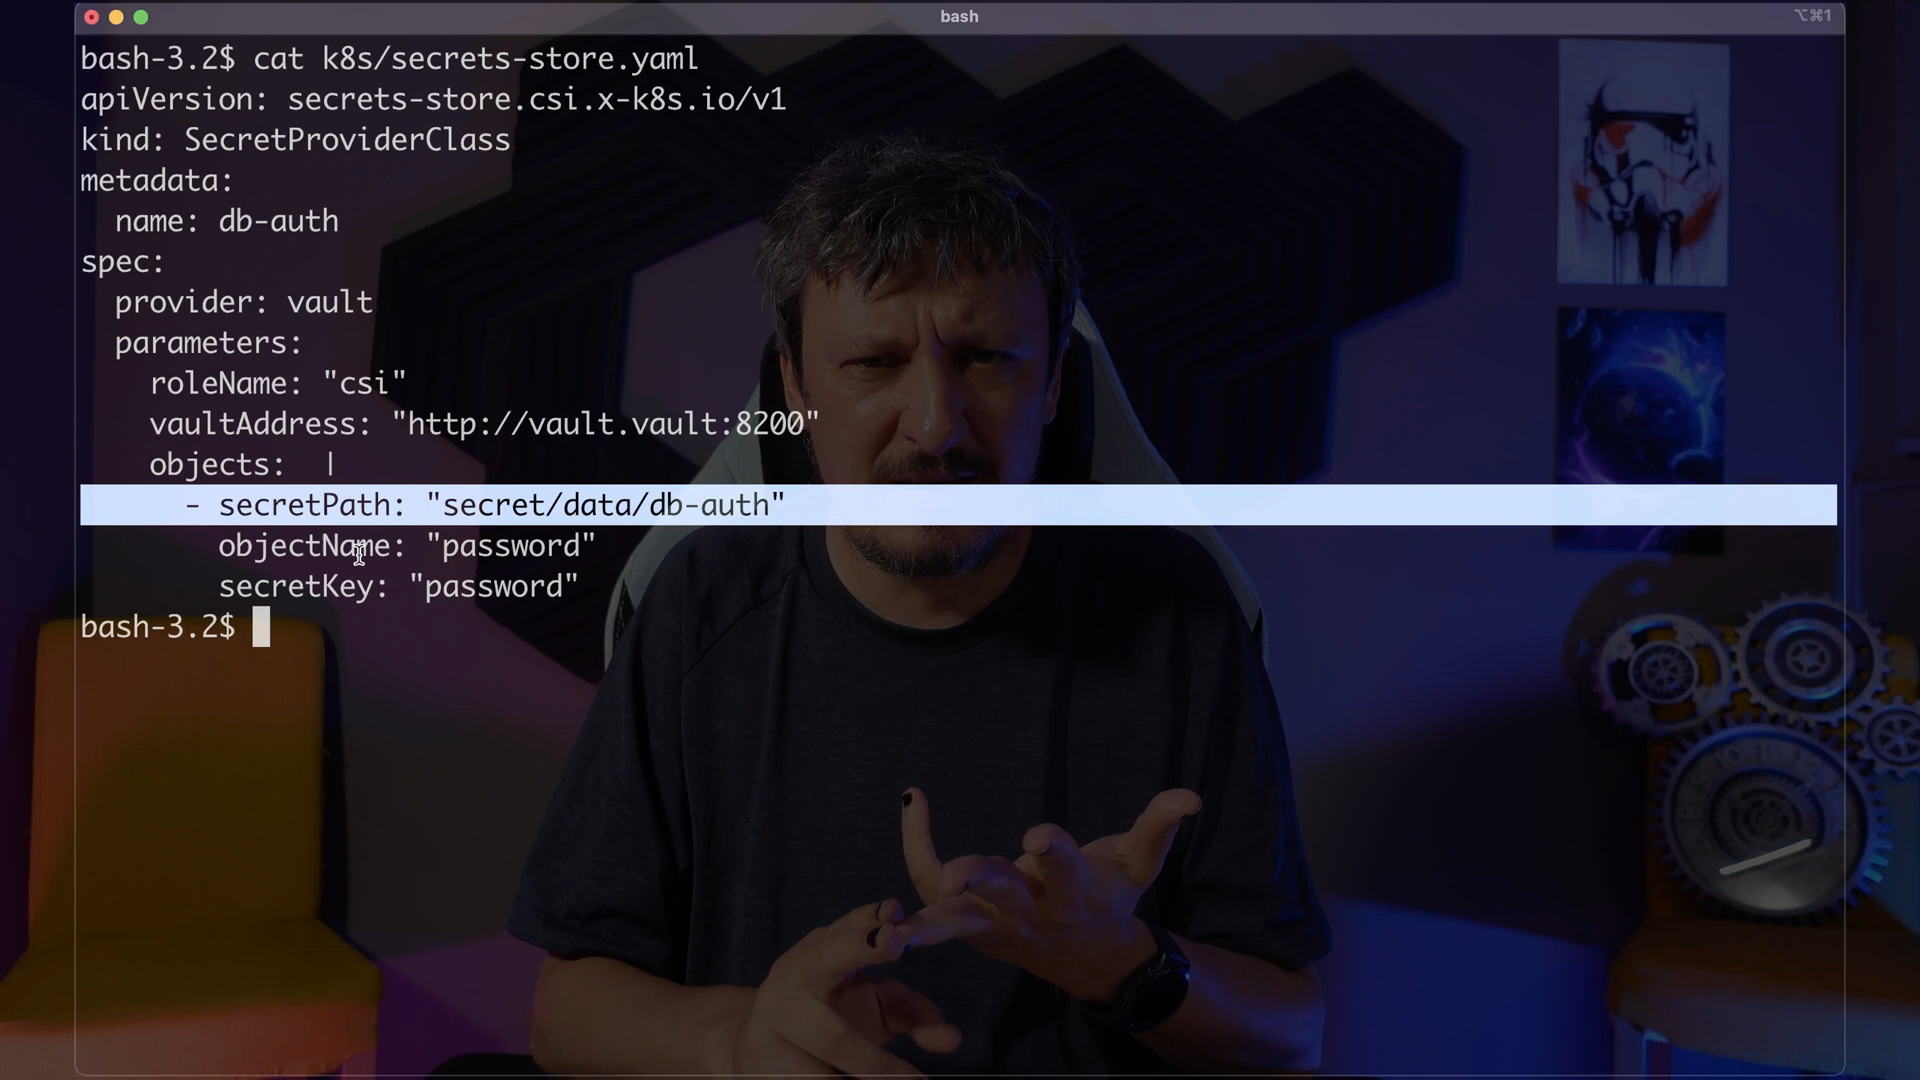 bash
⌥⌘1
bash-3.2$ cat k8s/secrets-store.yaml
apiVersion: secrets-store.csi.x-k8s.io/v1
kind: SecretProviderClass
metadata:
  name: db-auth
spec:
  provider: vault
  parameters:
    roleName: "csi"
    vaultAddress: "http://vault.vault:8200"
    objects:  |
      - secretPath: "secret/data/db-auth"
        objectName: "password"
        secretKey: "password"
bash-3.2$